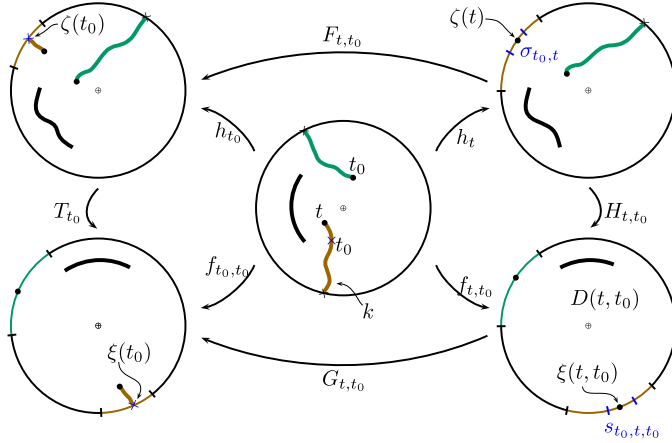 ζ(t₀)
F_{t,t₀}
ζ(t)
σ_{t₀,t}
h_{t₀}
h_t
t₀
t
t₀
T_{t₀}
H_{t,t₀}
f_{t₀,t₀}
f_{t,t₀}
k
D(t, t₀)
ξ(t₀)
ξ(t, t₀)
G_{t,t₀}
s_{t₀,t,t₀}